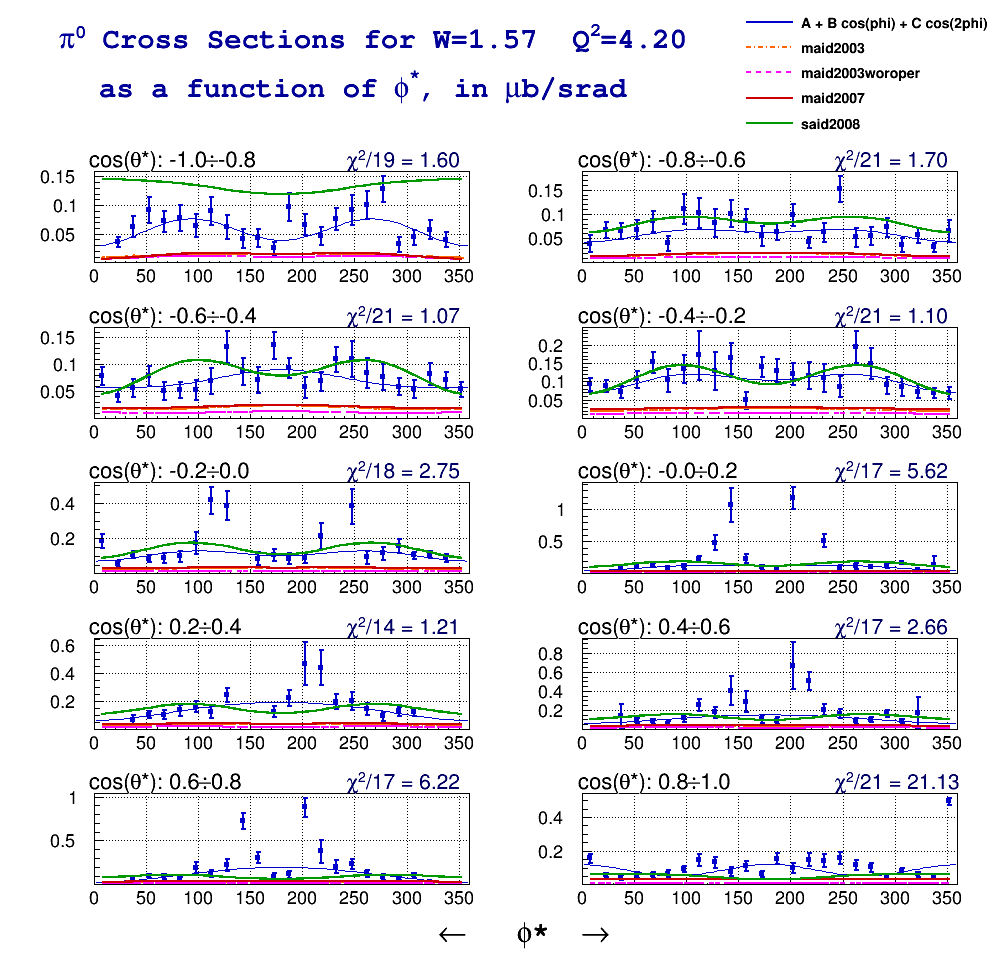 π⁰ Cross Sections for W=1.57 Q²=4.20
as a function of ϕ*, in μb/srad
A + B cos(phi) + C cos(2phi)
maid2003
maid2003woroper
maid2007
said2008
cos(θ*): -1.0÷-0.8 χ²/19 = 1.60
0.15
0.1
0.05
0 50 100 150 200 250 300 350
cos(θ*): -0.8÷-0.6 χ²/21 = 1.70
0.15
0.1
0.05
0 50 100 150 200 250 300 350
cos(θ*): -0.6÷-0.4 χ²/21 = 1.07
0.15
0.1
0.05
0 50 100 150 200 250 300 350
cos(θ*): -0.4÷-0.2 χ²/21 = 1.10
0.2
0.15
0.1
0.05
0 50 100 150 200 250 300 350
cos(θ*): -0.2÷0.0 χ²/18 = 2.75
0.4
0.2
0 50 100 150 200 250 300 350
cos(θ*): -0.0÷0.2 χ²/17 = 5.62
1
0.5
0 50 100 150 200 250 300 350
cos(θ*): 0.2÷0.4 χ²/14 = 1.21
0.6
0.4
0.2
0 50 100 150 200 250 300 350
cos(θ*): 0.4÷0.6 χ²/17 = 2.66
0.8
0.6
0.4
0.2
0 50 100 150 200 250 300 350
cos(θ*): 0.6÷0.8 χ²/17 = 6.22
1
0.5
0 50 100 150 200 250 300 350
cos(θ*): 0.8÷1.0 χ²/21 = 21.13
0.4
0.2
0 50 100 150 200 250 300 350
← ϕ* →